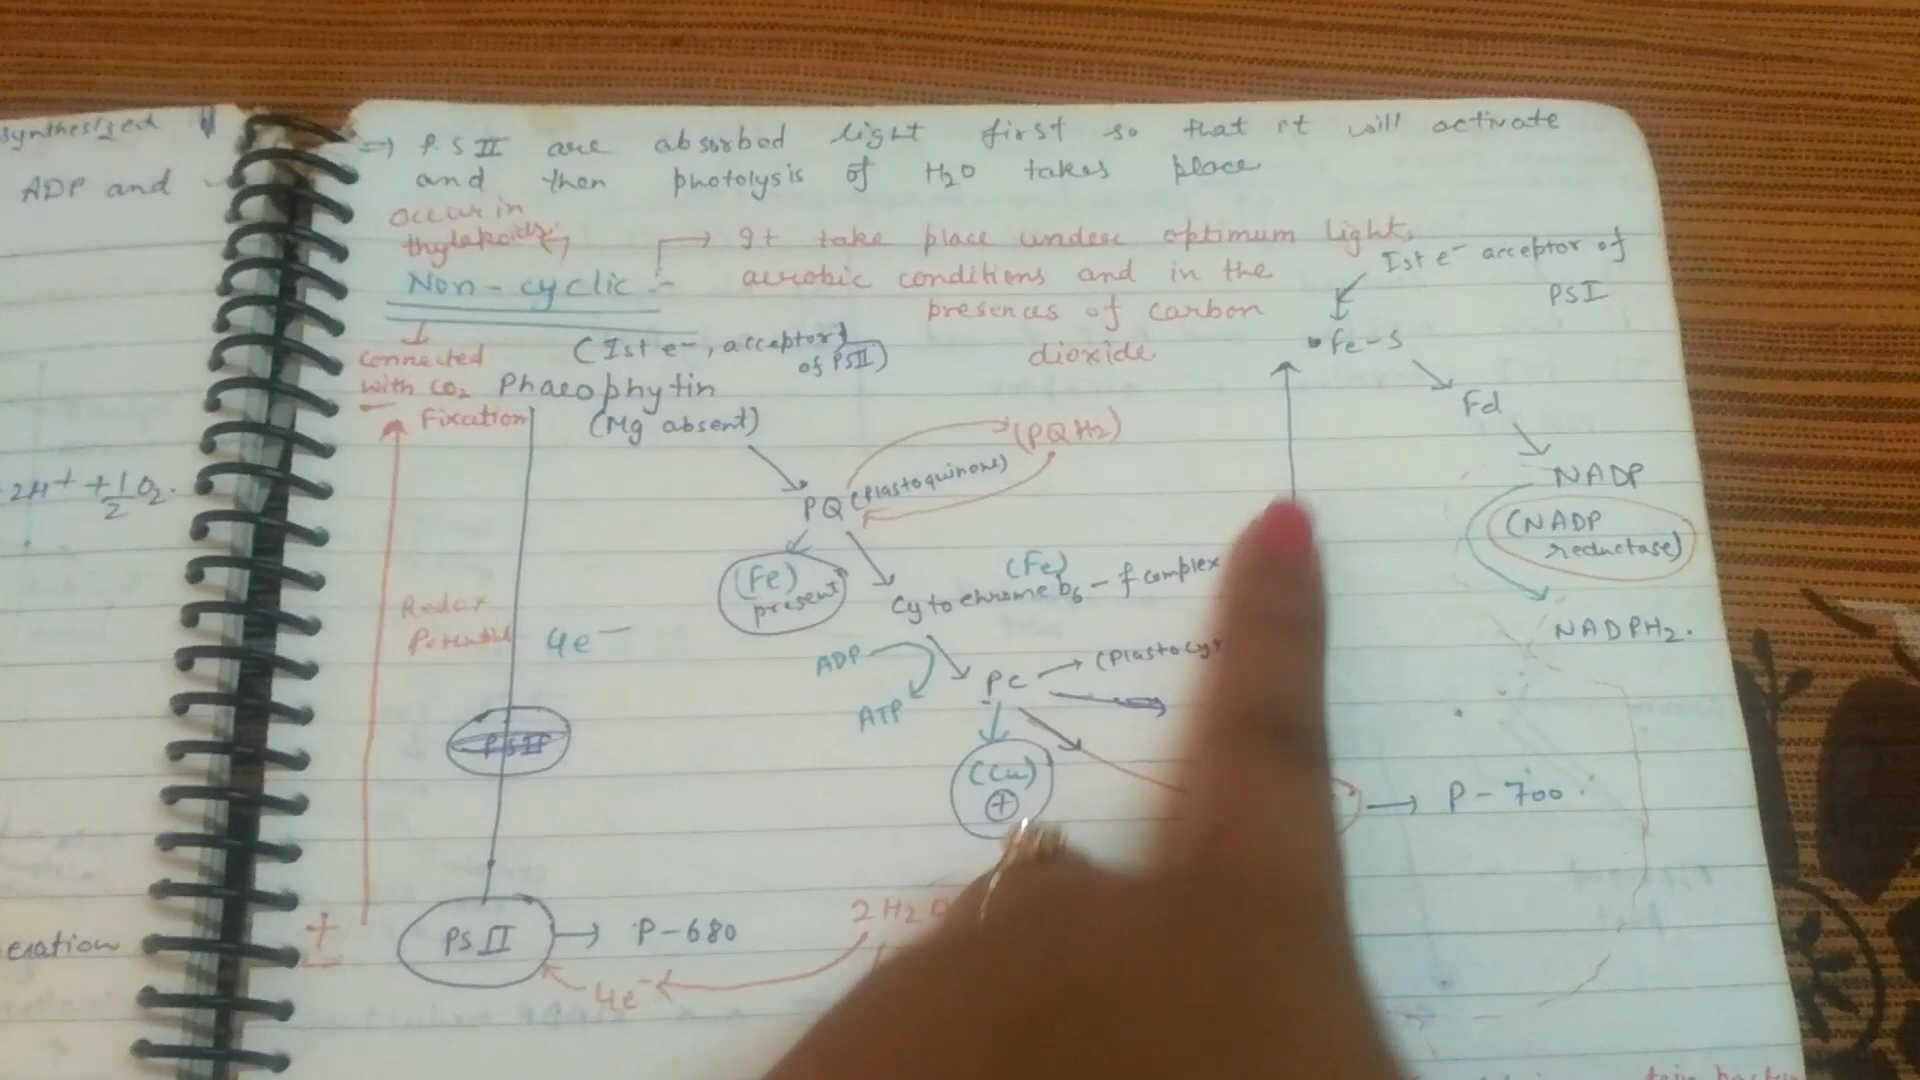 synthesized
ADP and
2H+ + 1/2 O2.
eration
=> P.S II are absorbed light first so that it will activate
and then photolysis of H2O takes place
occur in
thylakoids
Non-cyclic :-
→ It take place under optimum light,
aerobic conditions and in the
presences of carbon
dioxide
Connected
with CO2
Fixation
(Ist e-, acceptor
of PSII)
Phaeophytin
(Mg absent)
Ist e- acceptor of
PSI
Fe-S
Fd
NADP
(NADP
reductase)
NADPH2.
(PQH2)
PQ (Plastoquinone)
(Fe)
present
(Fe)
Cytochrome b6 - f complex
Redox
Potential
4e-
ADP
ATP
PC → (Plastocy
(Cu)
+
PSII
→ P-700.
PS II → P-680
2H2O
4e-
+